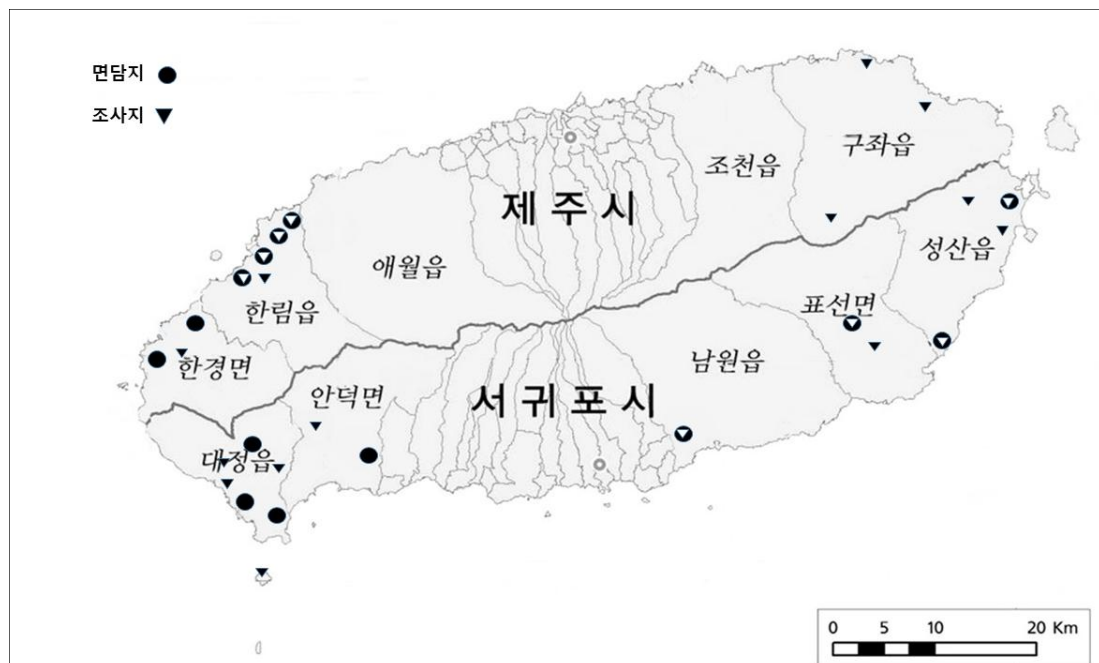 면담지
조사지
구좌읍
조천읍
제주시
성산읍
애월읍
표선면
한림읍
남원읍
한경면
안덕면
서귀포시
대정읍
0 5 10 20 Km